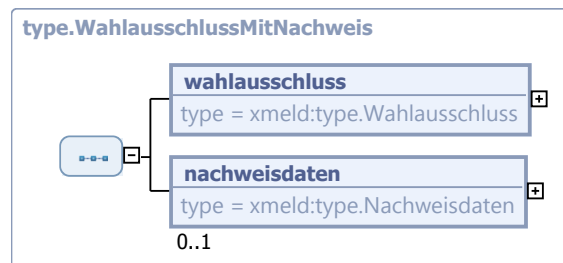 type.WahlausschlussMitNachweis
wahlausschluss
type = xmeld:type.Wahlausschluss
nachweisdaten
type = xmeld:type.Nachweisdaten
0..1